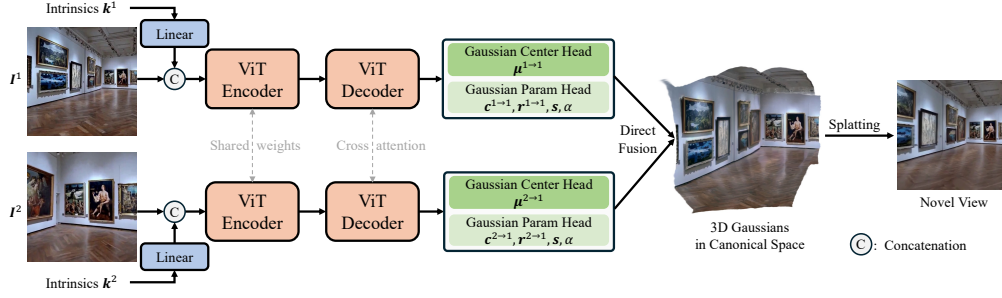 Intrinsics k¹
Linear
I¹
C
ViT
Encoder
ViT
Decoder
Gaussian Center Head
μ¹→¹
Gaussian Param Head
c¹→¹, r¹→¹, s, α
Shared weights
Cross attention
Direct
Fusion
Splatting
I²
C
ViT
Encoder
ViT
Decoder
Gaussian Center Head
μ²→¹
Gaussian Param Head
c²→¹, r²→¹, s, α
Linear
Intrinsics k²
3D Gaussians
in Canonical Space
Novel View
C : Concatenation